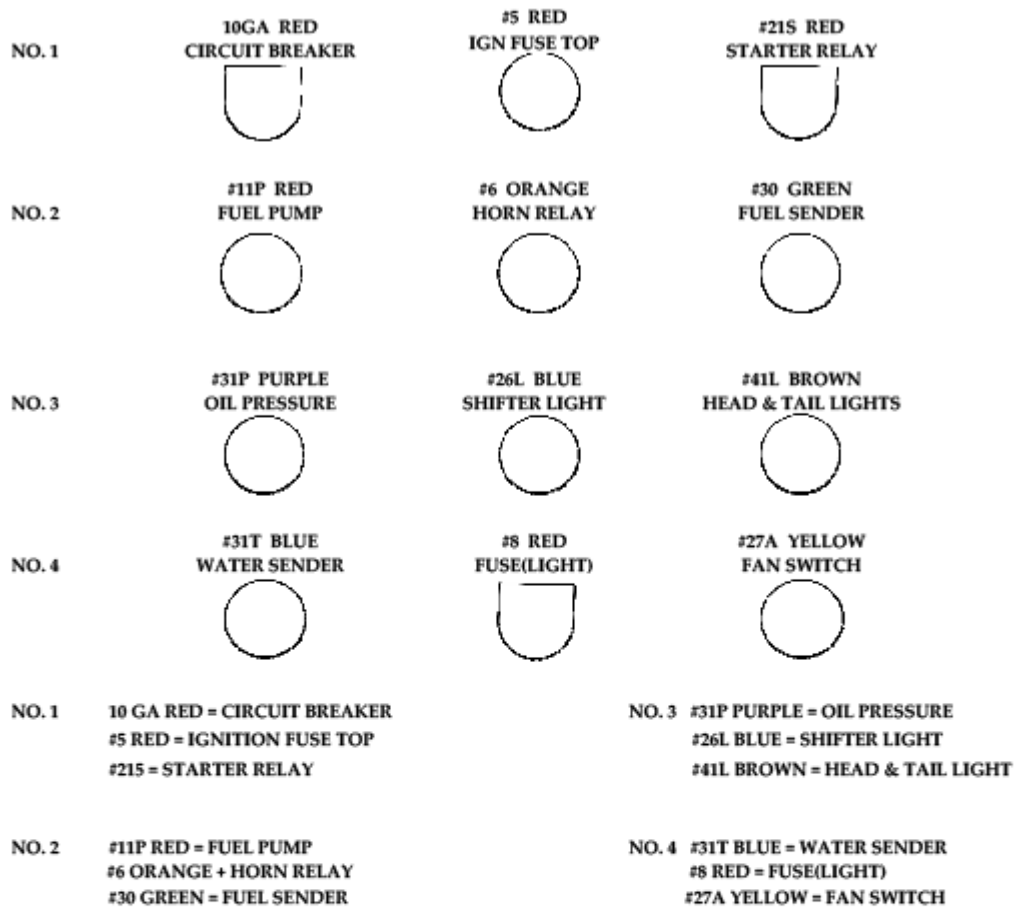 NO. 1
10GA RED
CIRCUIT BREAKER
#5 RED
IGN FUSE TOP
#21S RED
STARTER RELAY
NO. 2
#11P RED
FUEL PUMP
#6 ORANGE
HORN RELAY
#30 GREEN
FUEL SENDER
NO. 3
#31P PURPLE
OIL PRESSURE
#26L BLUE
SHIFTER LIGHT
#41L BROWN
HEAD & TAIL LIGHTS
NO. 4
#31T BLUE
WATER SENDER
#8 RED
FUSE(LIGHT)
#27A YELLOW
FAN SWITCH
NO. 1 10 GA RED = CIRCUIT BREAKER
#5 RED = IGNITION FUSE TOP
#21S = STARTER RELAY
NO. 3 #31P PURPLE = OIL PRESSURE
#26L BLUE = SHIFTER LIGHT
#41L BROWN = HEAD & TAIL LIGHT
NO. 2 #11P RED = FUEL PUMP
#6 ORANGE + HORN RELAY
#30 GREEN = FUEL SENDER
NO. 4 #31T BLUE = WATER SENDER
#8 RED = FUSE(LIGHT)
#27A YELLOW = FAN SWITCH